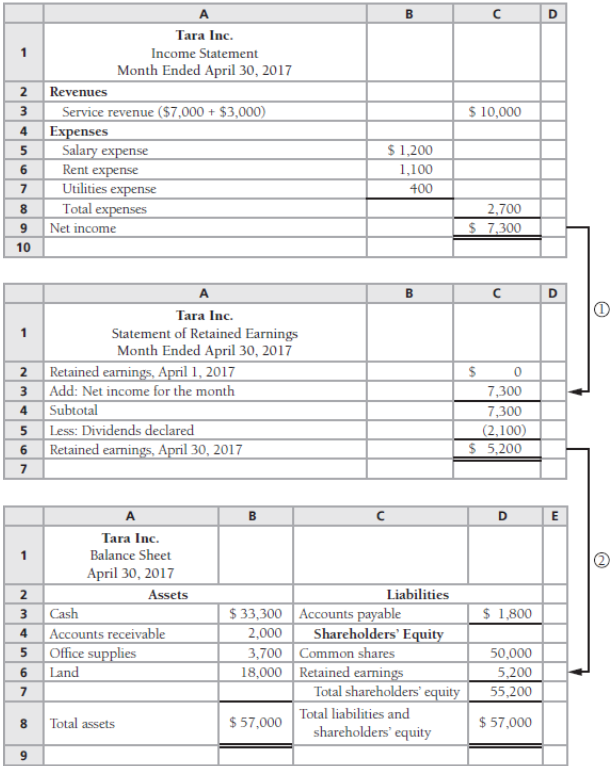 A B C D
1 Tara Inc.
Income Statement
Month Ended April 30, 2017
2 Revenues
3 Service revenue ($7,000 + $3,000) $ 10,000
4 Expenses
5 Salary expense $ 1,200
6 Rent expense 1,100
7 Utilities expense 400
8 Total expenses 2,700
9 Net income $ 7,300
10
①
A B C D
1 Tara Inc.
Statement of Retained Earnings
Month Ended April 30, 2017
2 Retained earnings, April 1, 2017 $ 0
3 Add: Net income for the month 7,300
4 Subtotal 7,300
5 Less: Dividends declared (2,100)
6 Retained earnings, April 30, 2017 $ 5,200
7
②
A B C D E
1 Tara Inc.
Balance Sheet
April 30, 2017
2 Assets Liabilities
3 Cash $ 33,300 Accounts payable $ 1,800
4 Accounts receivable 2,000 Shareholders' Equity
5 Office supplies 3,700 Common shares 50,000
6 Land 18,000 Retained earnings 5,200
7 Total shareholders' equity 55,200
8 Total assets $ 57,000 Total liabilities and
shareholders' equity $ 57,000
9